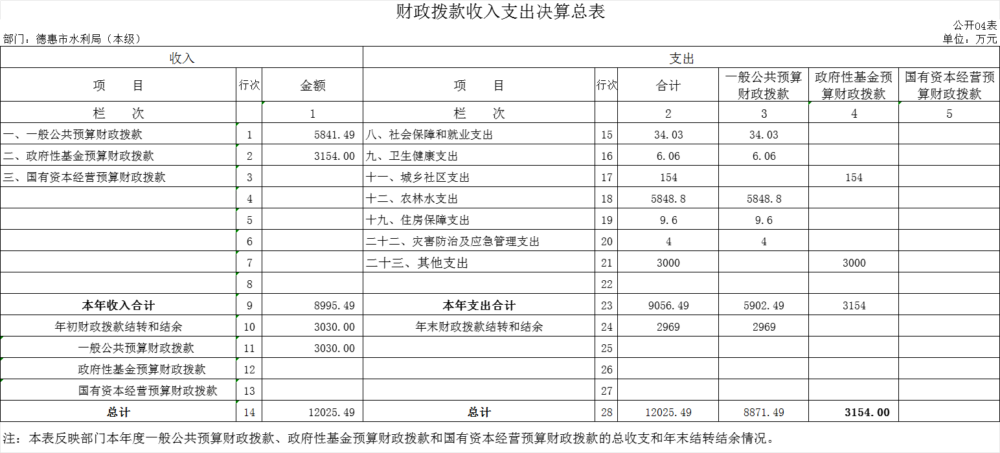 财政拨款收入支出决算总表
公开04表
部门：德惠市水利局（本级） 单位：万元
收入 支出
项 目 行次 金额 项 目 行次 合计 一般公共预算财政拨款 政府性基金预算财政拨款 国有资本经营预算财政拨款
栏 次 1 栏 次 2 3 4 5
一、一般公共预算财政拨款 1 5841.49 八、社会保障和就业支出 15 34.03 34.03
二、政府性基金预算财政拨款 2 3154.00 九、卫生健康支出 16 6.06 6.06
三、国有资本经营预算财政拨款 3 十一、城乡社区支出 17 154 154
4 十二、农林水支出 18 5848.8 5848.8
5 十九、住房保障支出 19 9.6 9.6
6 二十二、灾害防治及应急管理支出 20 4 4
7 二十三、其他支出 21 3000 3000
8 22
本年收入合计 9 8995.49 本年支出合计 23 9056.49 5902.49 3154
年初财政拨款结转和结余 10 3030.00 年末财政拨款结转和结余 24 2969 2969
一般公共预算财政拨款 11 3030.00 25
政府性基金预算财政拨款 12 26
国有资本经营预算财政拨款 13 27
总计 14 12025.49 总计 28 12025.49 8871.49 3154.00
注：本表反映部门本年度一般公共预算财政拨款、政府性基金预算财政拨款和国有资本经营预算财政拨款的总收支和年末结转结余情况。